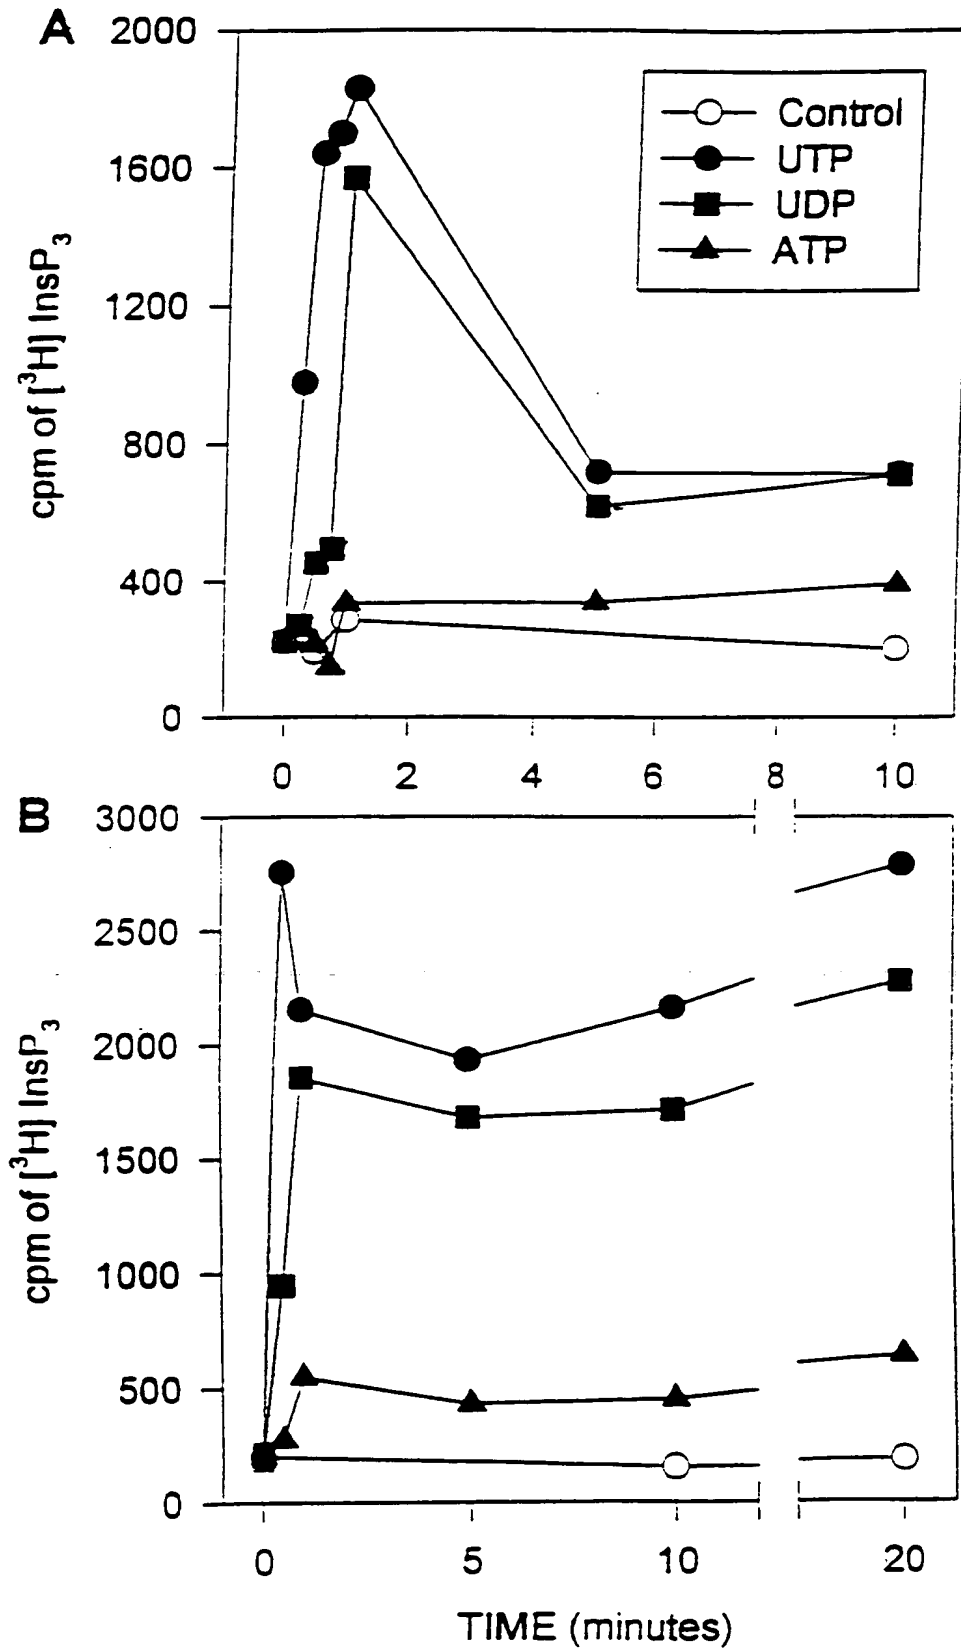 A
2000
1600
1200
800
400
0
cpm of [³H] InsP₃
Control
UTP
UDP
ATP
0 2 4 6 8 10
B
3000
2500
2000
1500
1000
500
0
cpm of [³H] InsP₃
0 5 10 20
TIME (minutes)